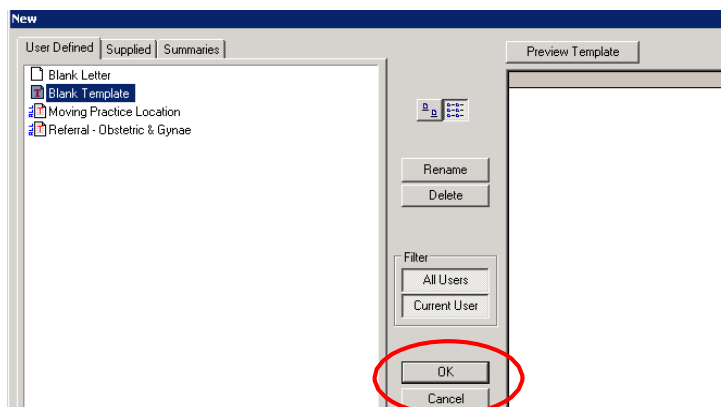 New
User Defined Supplied Summaries
Preview Template
Blank Letter
Blank Template
Moving Practice Location
Referral - Obstetric & Gynae
Rename
Delete
Filter
All Users
Current User
OK
Cancel